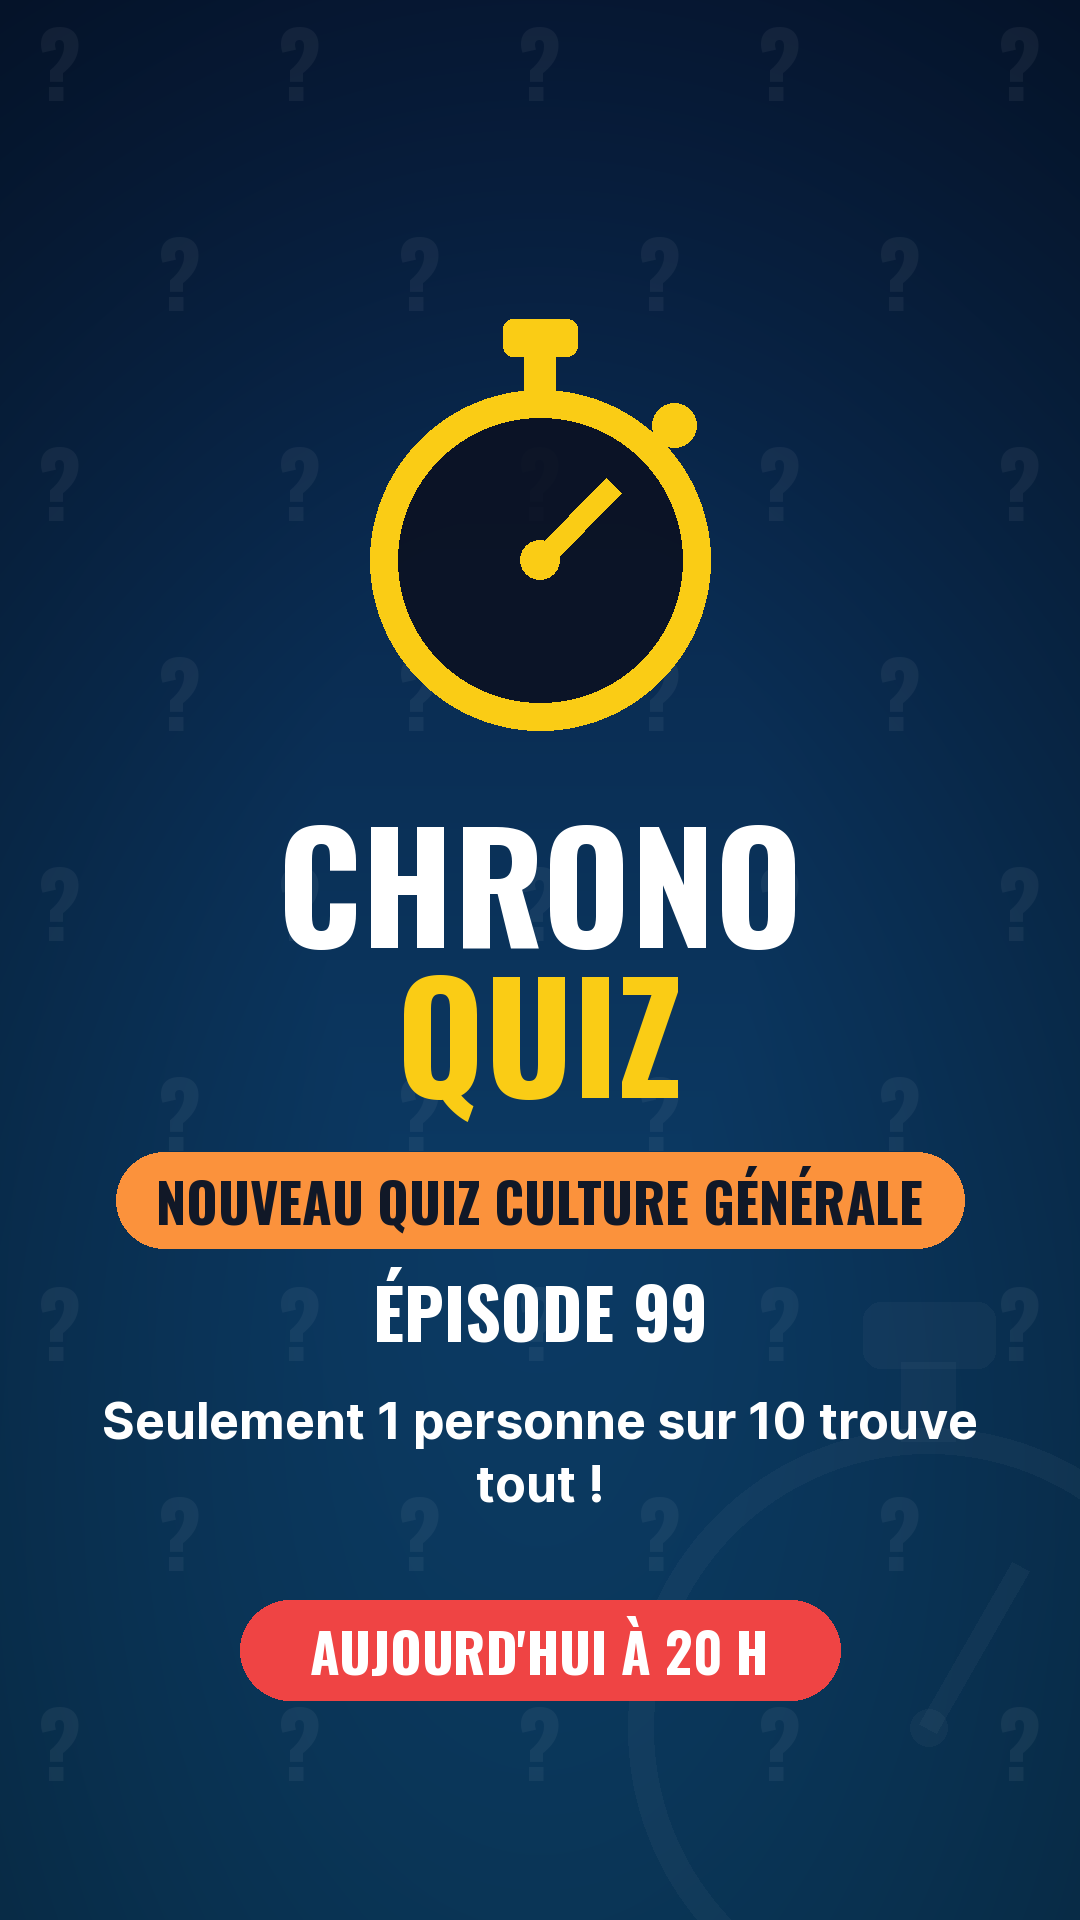 CHRONO
QUIZ
NOUVEAU QUIZ CULTURE GÉNÉRALE
ÉPISODE 99
Seulement 1 personne sur 10 trouve
tout !
AUJOURD'HUI À 20 H